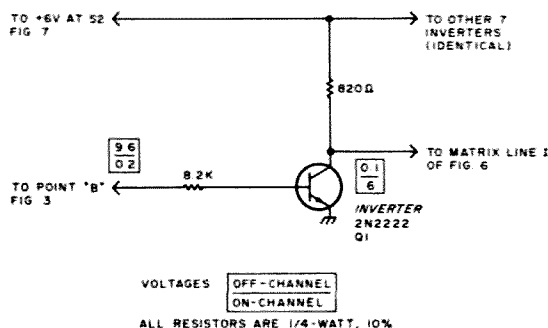 TO +6V AT S2
FIG. 7
TO OTHER 7
INVERTERS
(IDENTICAL)
820Ω
9.6
0.2
TO MATRIX LINE I
OF FIG. 6
0.1
6
8.2K
TO POINT "B"
FIG. 3
INVERTER
2N2222
Q1
VOLTAGES
OFF-CHANNEL
ON-CHANNEL
ALL RESISTORS ARE 1/4-WATT, 10%